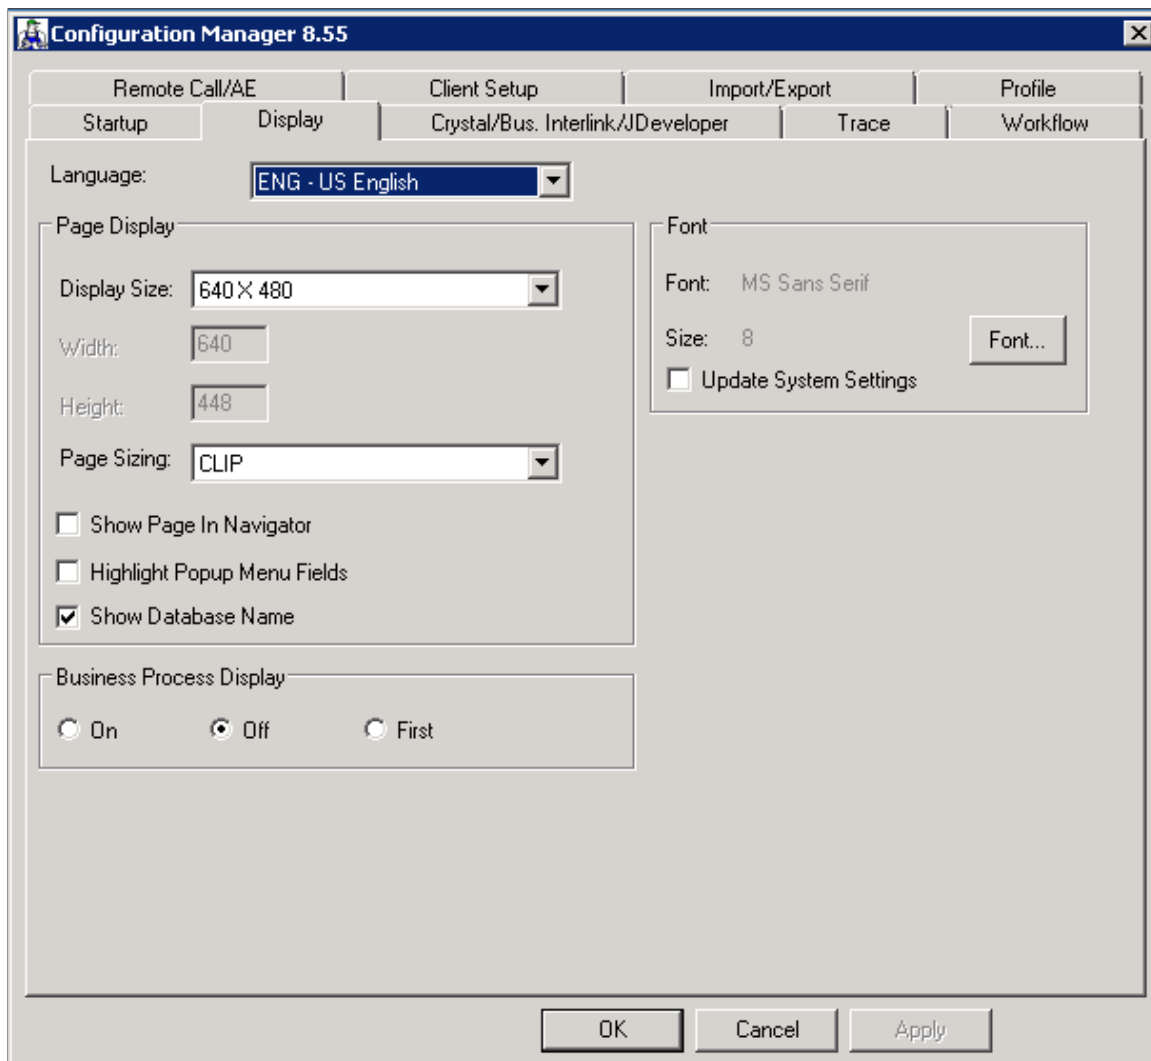 Configuration Manager 8.55
Remote Call/AE Client Setup Import/Export Profile
Startup Display Crystal/Bus. Interlink/JDeveloper Trace Workflow
Language: ENG - US English
Page Display
Display Size: 640 X 480
Width: 640
Height: 448
Page Sizing: CLIP
Show Page In Navigator
Highlight Popup Menu Fields
Show Database Name
Font
Font: MS Sans Serif
Size: 8 Font...
Update System Settings
Business Process Display
On Off First
OK Cancel Apply